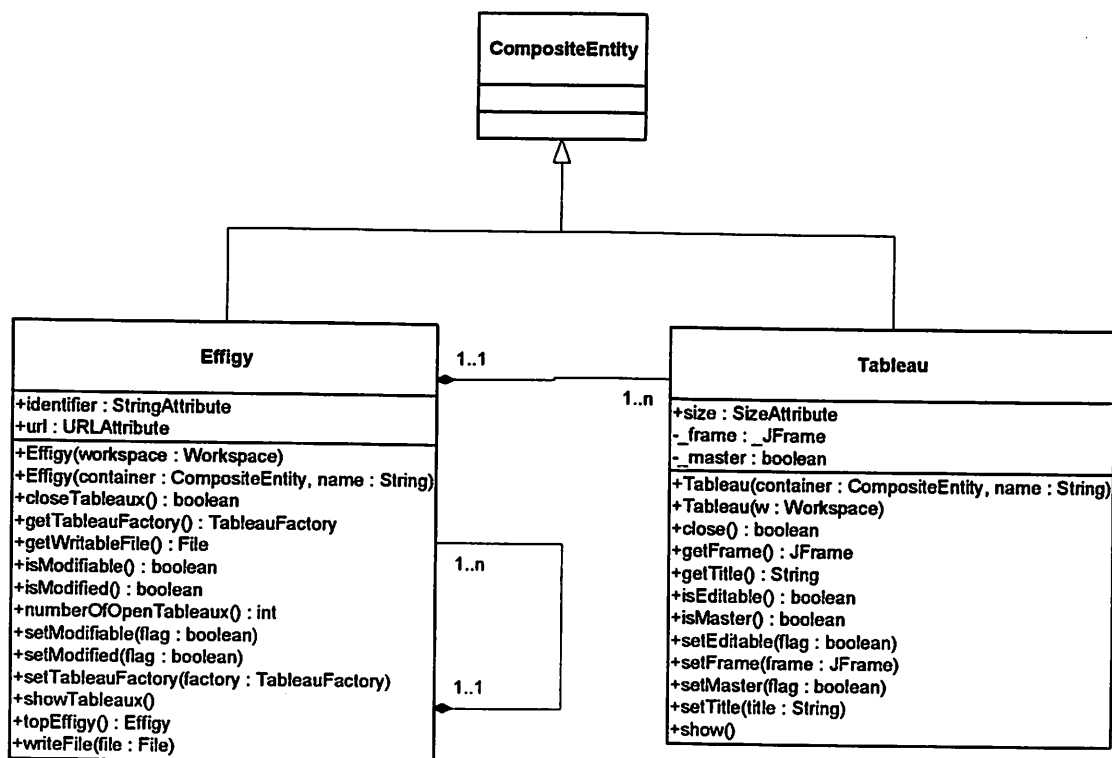 CompositeEntity
Effigy
+identifier : StringAttribute
+url : URLAttribute
+Effigy(workspace : Workspace)
+Effigy(container : CompositeEntity, name : String)
+closeTableaux() : boolean
+getTableauFactory() : TableauFactory
+getWritableFile() : File
+isModifiable() : boolean
+isModified() : boolean
+numberOfOpenTableaux() : int
+setModifiable(flag : boolean)
+setModified(flag : boolean)
+setTableauFactory(factory : TableauFactory)
+showTableaux()
+topEffigy() : Effigy
+writeFile(file : File)
1..1
1..n
1..n
1..1
Tableau
+size : SizeAttribute
-_frame : _JFrame
-_master : boolean
+Tableau(container : CompositeEntity, name : String)
+Tableau(w : Workspace)
+close() : boolean
+getFrame() : JFrame
+getTitle() : String
+isEditable() : boolean
+isMaster() : boolean
+setEditable(flag : boolean)
+setFrame(frame : JFrame)
+setMaster(flag : boolean)
+setTitle(title : String)
+show()